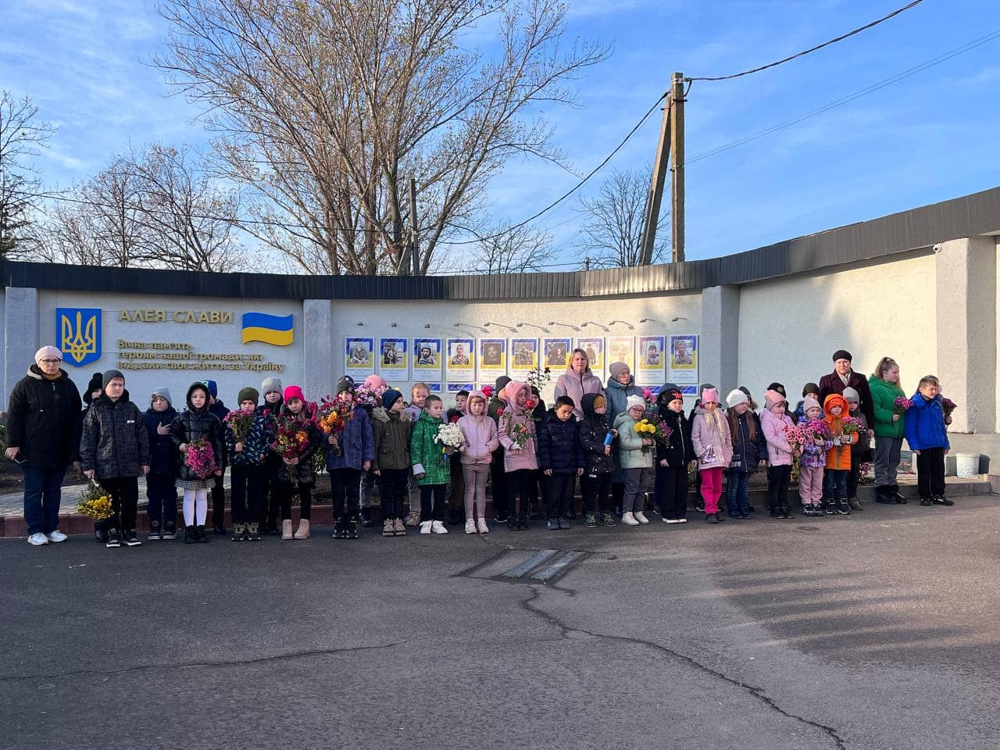 АЛЕЯ СЛАВИ
Вічна пам'ять
героям нашої громади, які
віддали своє життя за Україну